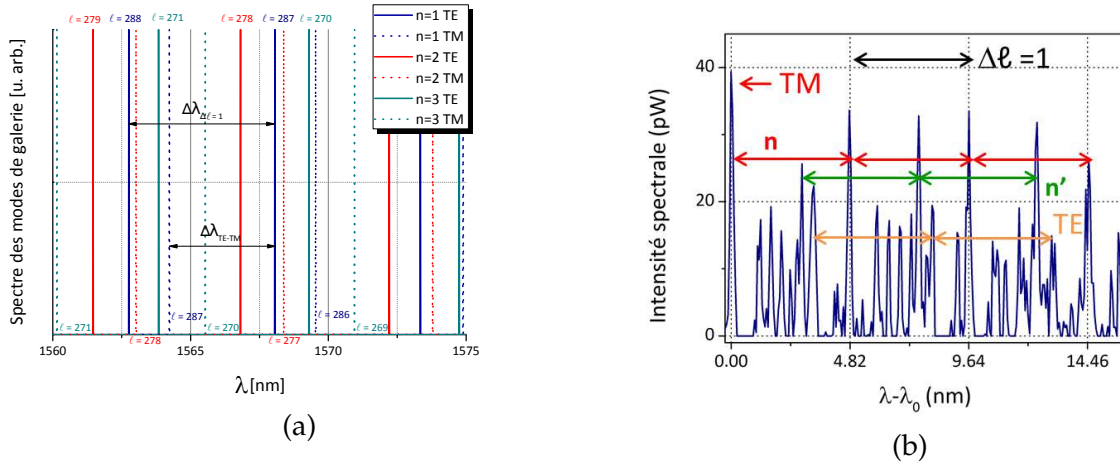 ℓ = 279
ℓ = 288
ℓ = 271
ℓ = 278
ℓ = 287
ℓ = 270
n=1 TE
n=1 TM
n=2 TE
n=2 TM
n=3 TE
n=3 TM
Δλ Δℓ = 1
Δλ TE-TM
ℓ = 271
ℓ = 278
ℓ = 287
ℓ = 270
ℓ = 277
ℓ = 286
ℓ = 269
Spectre des modes de galerie [u. arb.]
1560 1565 1570 1575
λ [nm]
(a)
Δℓ =1
TM
n
n’
TE
Intensité spectrale (pW)
40
20
0
0.00 4.82 9.64 14.46
λ-λ₀ (nm)
(b)